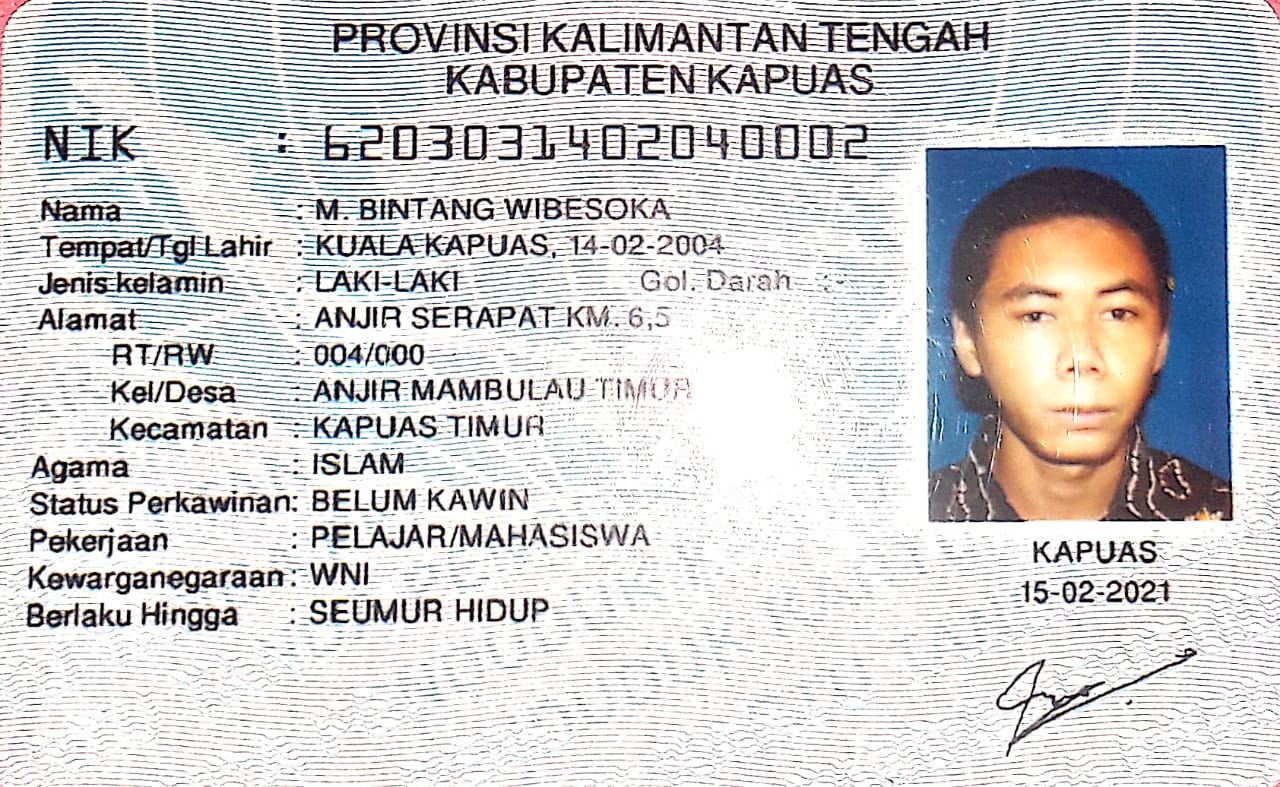 PROVINSI KALIMANTAN TENGAH
KABUPATEN KAPUAS
NIK : 6203031402040002
Nama : M. BINTANG WIBESOKA
Tempat/Tgl Lahir : KUALA KAPUAS, 14-02-2004
Jenis kelamin : LAKI-LAKI Gol. Darah : -
Alamat : ANJIR SERAPAT KM. 6,5
RT/RW : 004/000
Kel/Desa : ANJIR MAMBULAU TIMUR
Kecamatan : KAPUAS TIMUR
Agama : ISLAM
Status Perkawinan: BELUM KAWIN
Pekerjaan : PELAJAR/MAHASISWA
Kewarganegaraan : WNI
Berlaku Hingga : SEUMUR HIDUP
KAPUAS
15-02-2021